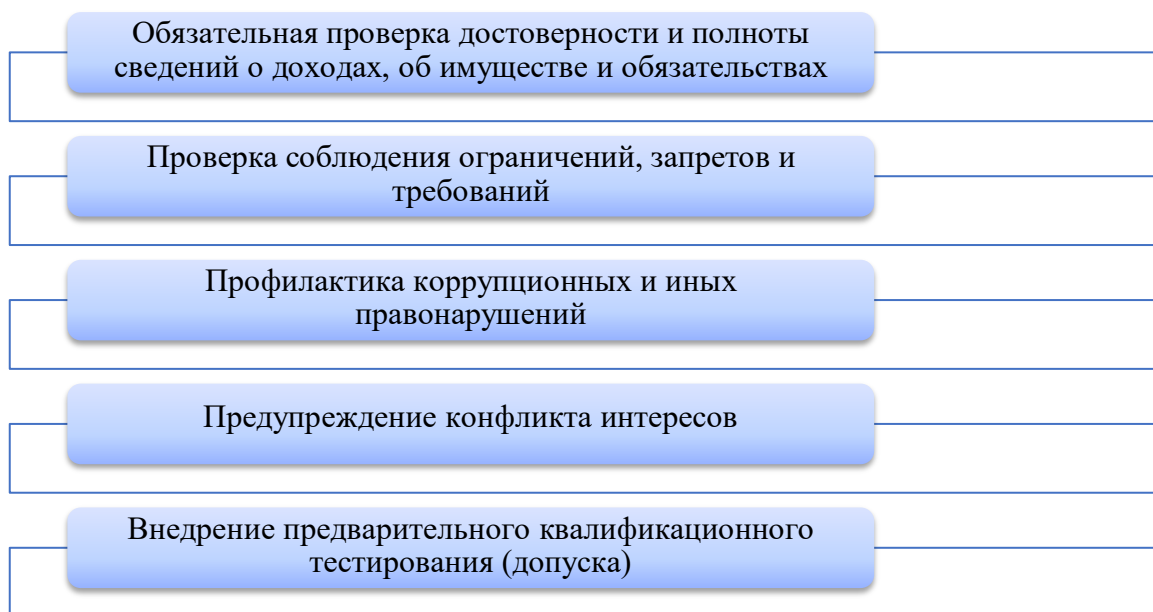 Обязательная проверка достоверности и полноты
сведений о доходах, об имуществе и обязательствах
Проверка соблюдения ограничений, запретов и
требований
Профилактика коррупционных и иных
правонарушений
Предупреждение конфликта интересов
Внедрение предварительного квалификационного
тестирования (допуска)